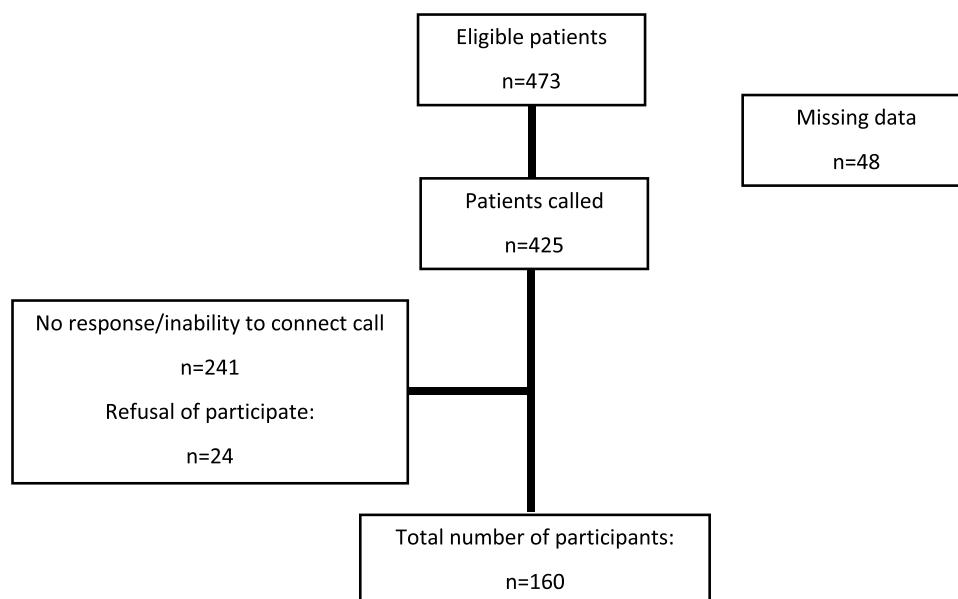 Eligible patients
n=473
Missing data
n=48
Patients called
n=425
No response/inability to connect call
n=241
Refusal of participate:
n=24
Total number of participants:
n=160